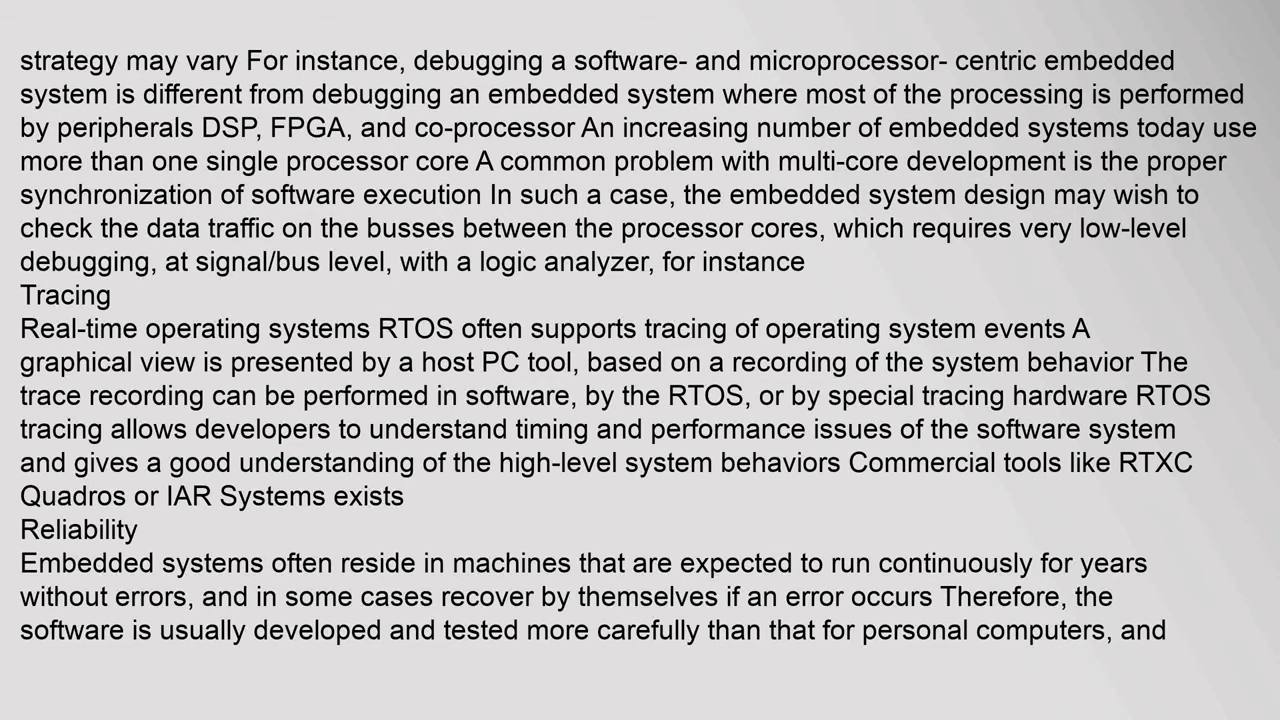 strategy may vary For instance, debugging a software- and microprocessor- centric embedded
system is different from debugging an embedded system where most of the processing is performed
by peripherals DSP, FPGA, and co-processor An increasing number of embedded systems today use
more than one single processor core A common problem with multi-core development is the proper
synchronization of software execution In such a case, the embedded system design may wish to
check the data traffic on the busses between the processor cores, which requires very low-level
debugging, at signal/bus level, with a logic analyzer, for instance
Tracing
Real-time operating systems RTOS often supports tracing of operating system events A
graphical view is presented by a host PC tool, based on a recording of the system behavior The
trace recording can be performed in software, by the RTOS, or by special tracing hardware RTOS
tracing allows developers to understand timing and performance issues of the software system
and gives a good understanding of the high-level system behaviors Commercial tools like RTXC
Quadros or IAR Systems exists
Reliability
Embedded systems often reside in machines that are expected to run continuously for years
without errors, and in some cases recover by themselves if an error occurs Therefore, the
software is usually developed and tested more carefully than that for personal computers, and